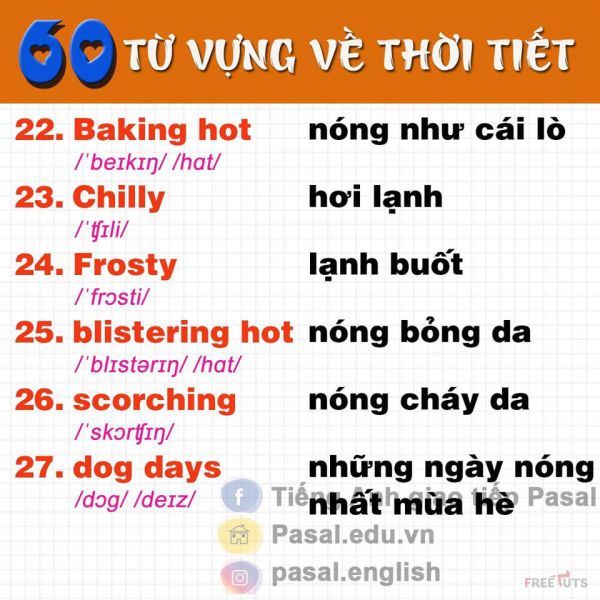 60 TỪ VỰNG VỀ THỜI TIẾT
22. Baking hot nóng như cái lò
/ˈbeɪkɪŋ/ /hɑt/
23. Chilly hơi lạnh
/ˈʧɪli/
24. Frosty lạnh buốt
/ˈfrɔsti/
25. blistering hot nóng bỏng da
/ˈblɪstərɪŋ/ /hɑt/
26. scorching nóng cháy da
/ˈskɔrʧɪŋ/
27. dog days những ngày nóng
/dɔg/ /deɪz/ nhất mùa hè
Tiếng Anh giao tiếp Pasal
Pasal.edu.vn
pasal.english
FREETUTS